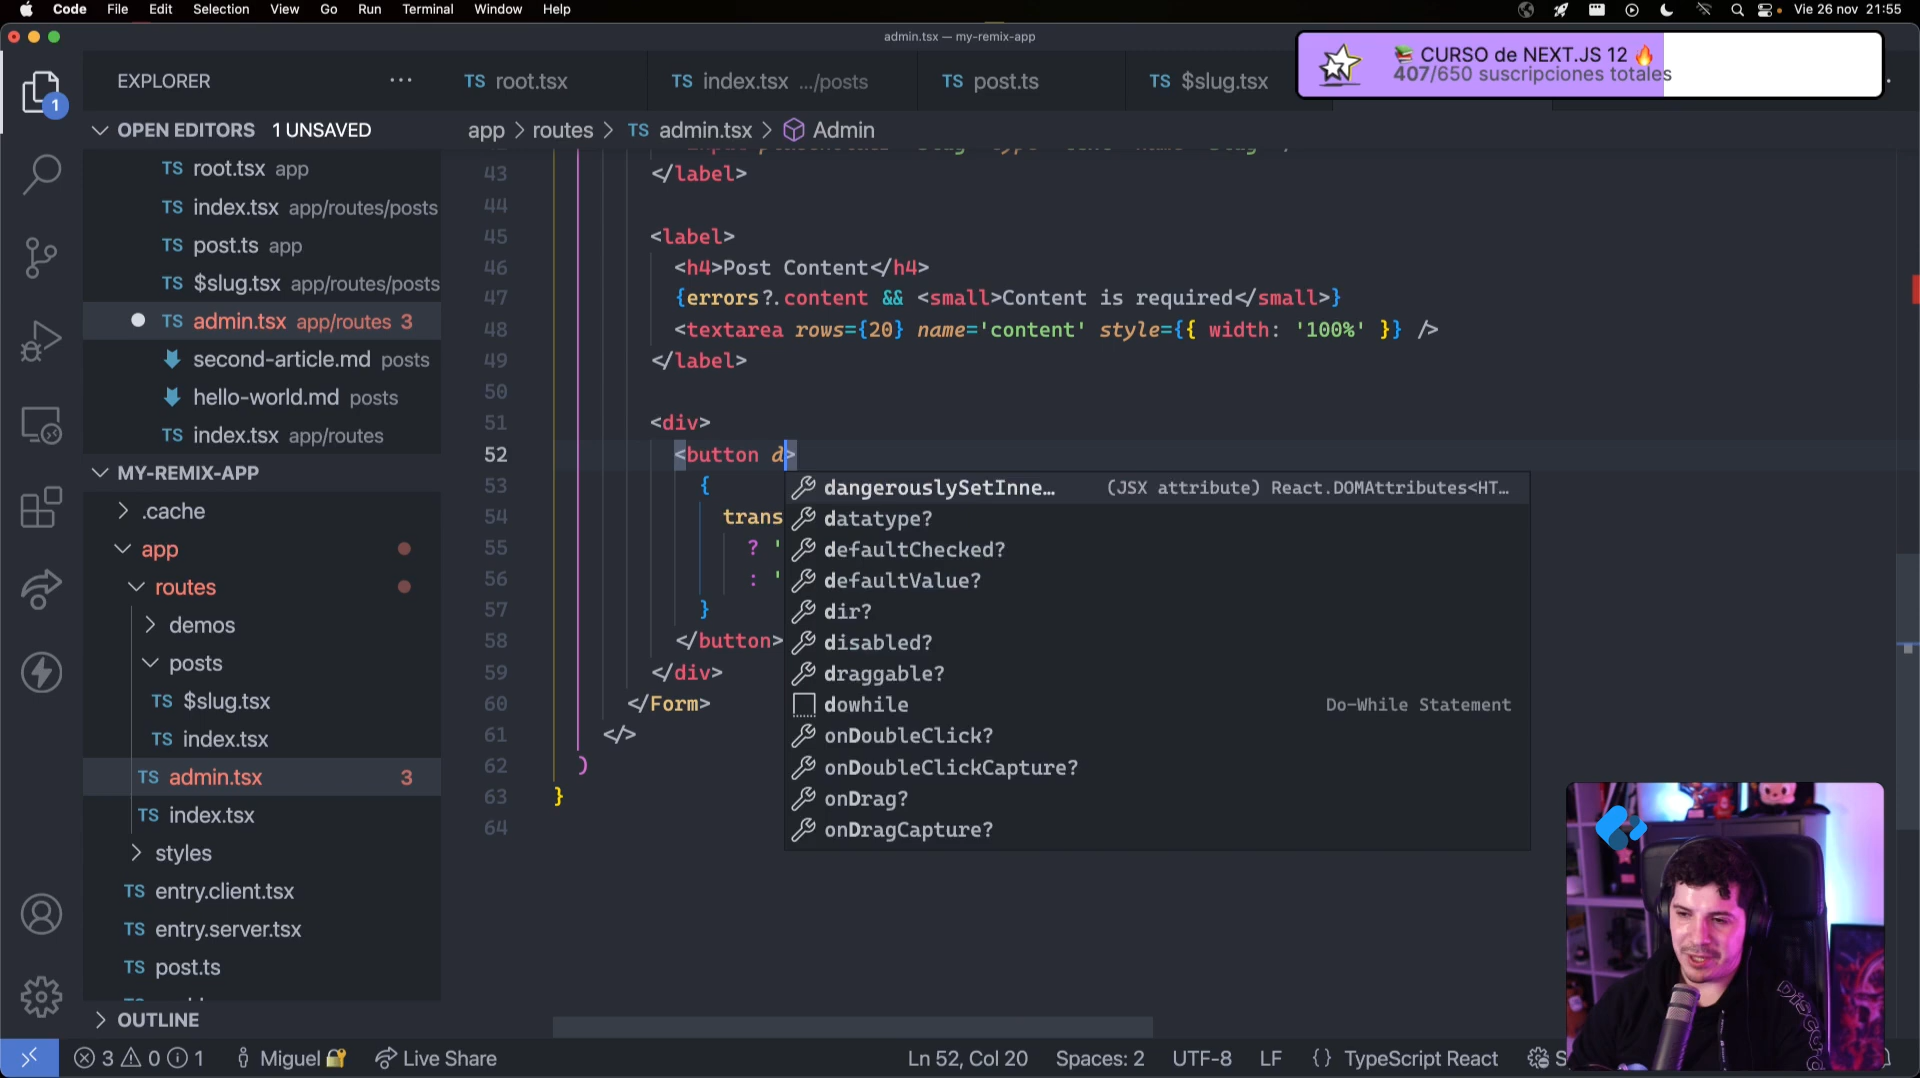 Code File Edit Selection View Go Run Terminal Window Help
Vie 26 nov 21:55
admin.tsx — my-remix-app
📚 CURSO de NEXT.JS 12 🔥
407/650 suscripciones totales
EXPLORER
TS root.tsx
TS index.tsx .../posts
TS post.ts
TS $slug.tsx
1
OPEN EDITORS 1 UNSAVED
app > routes > TS admin.tsx > Admin
TS root.tsx app
TS index.tsx app/routes/posts
TS post.ts app
TS $slug.tsx app/routes/posts
TS admin.tsx app/routes 3
second-article.md posts
hello-world.md posts
TS index.tsx app/routes
MY-REMIX-APP
.cache
app
routes
demos
posts
TS $slug.tsx
TS index.tsx
TS admin.tsx 3
TS index.tsx
styles
TS entry.client.tsx
TS entry.server.tsx
TS post.ts
OUTLINE
43 </label>
44
45 <label>
46 <h4>Post Content</h4>
47 {errors?.content && <small>Content is required</small>}
48 <textarea rows={20} name='content' style={{ width: '100%' }} />
49 </label>
50
51 <div>
52 <button d>
53 {
54 trans
55 ? '
56 : '
57 }
58 </button>
59 </div>
60 </Form>
61 </>
62 )
63 }
64
dangerouslySetInne… (JSX attribute) React.DOMAttributes<HT…
datatype?
defaultChecked?
defaultValue?
dir?
disabled?
draggable?
dowhile Do-While Statement
onDoubleClick?
onDoubleClickCapture?
onDrag?
onDragCapture?
3 0 1 Miguel 🔐 Live Share
Ln 52, Col 20 Spaces: 2 UTF-8 LF {} TypeScript React